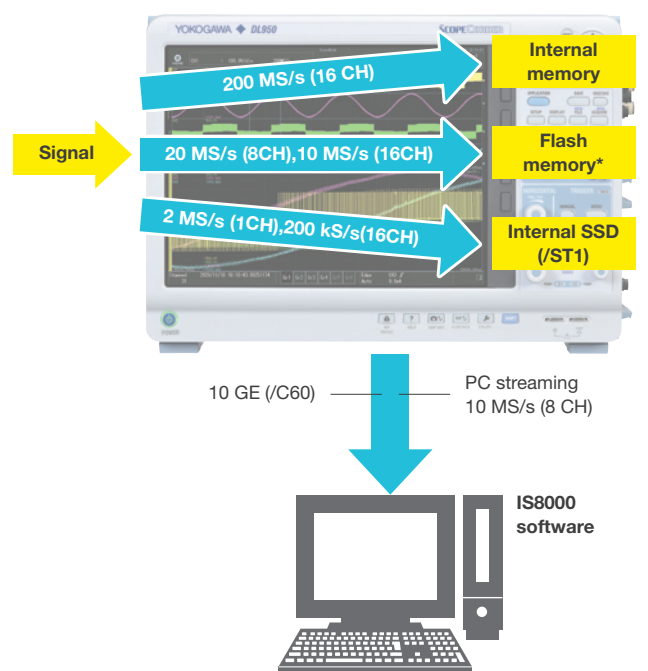 YOKOGAWA ◆ DL950
SCOPECORDER
Internal
memory
200 MS/s (16 CH)
Signal
20 MS/s (8CH),10 MS/s (16CH)
Flash
memory*
2 MS/s (1CH),200 kS/s(16CH)
Internal SSD
(/ST1)
POWER
10 GE (/C60)
PC streaming
10 MS/s (8 CH)
IS8000
software